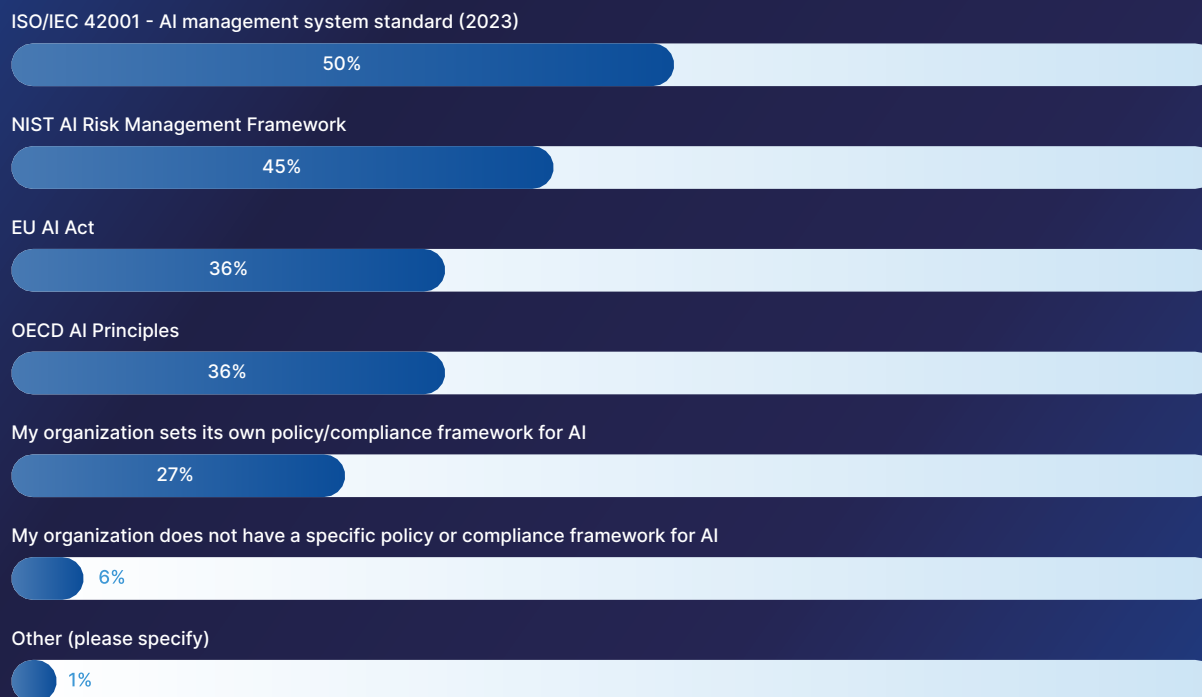 ISO/IEC 42001 - AI management system standard (2023)
50%
NIST AI Risk Management Framework
45%
EU AI Act
36%
OECD AI Principles
36%
My organization sets its own policy/compliance framework for AI
27%
My organization does not have a specific policy or compliance framework for AI
6%
Other (please specify)
1%